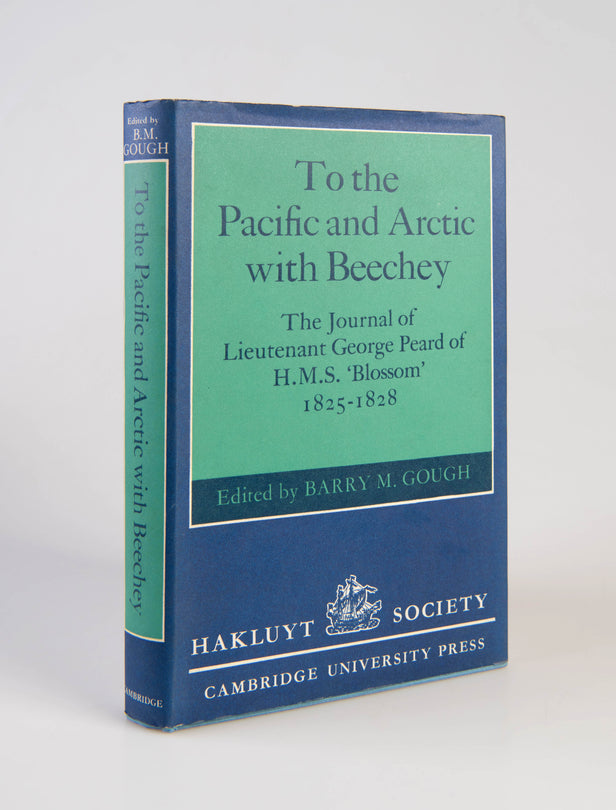 Edited by
B.M.
GOUGH
To the Pacific and Arctic with Beechey
CAMBRIDGE
To the
Pacific and Arctic
with Beechey
The Journal of
Lieutenant George Peard of
H.M.S. ‘Blossom’
1825-1828
Edited by BARRY M. GOUGH
HAKLUYT SOCIETY
CAMBRIDGE UNIVERSITY PRESS